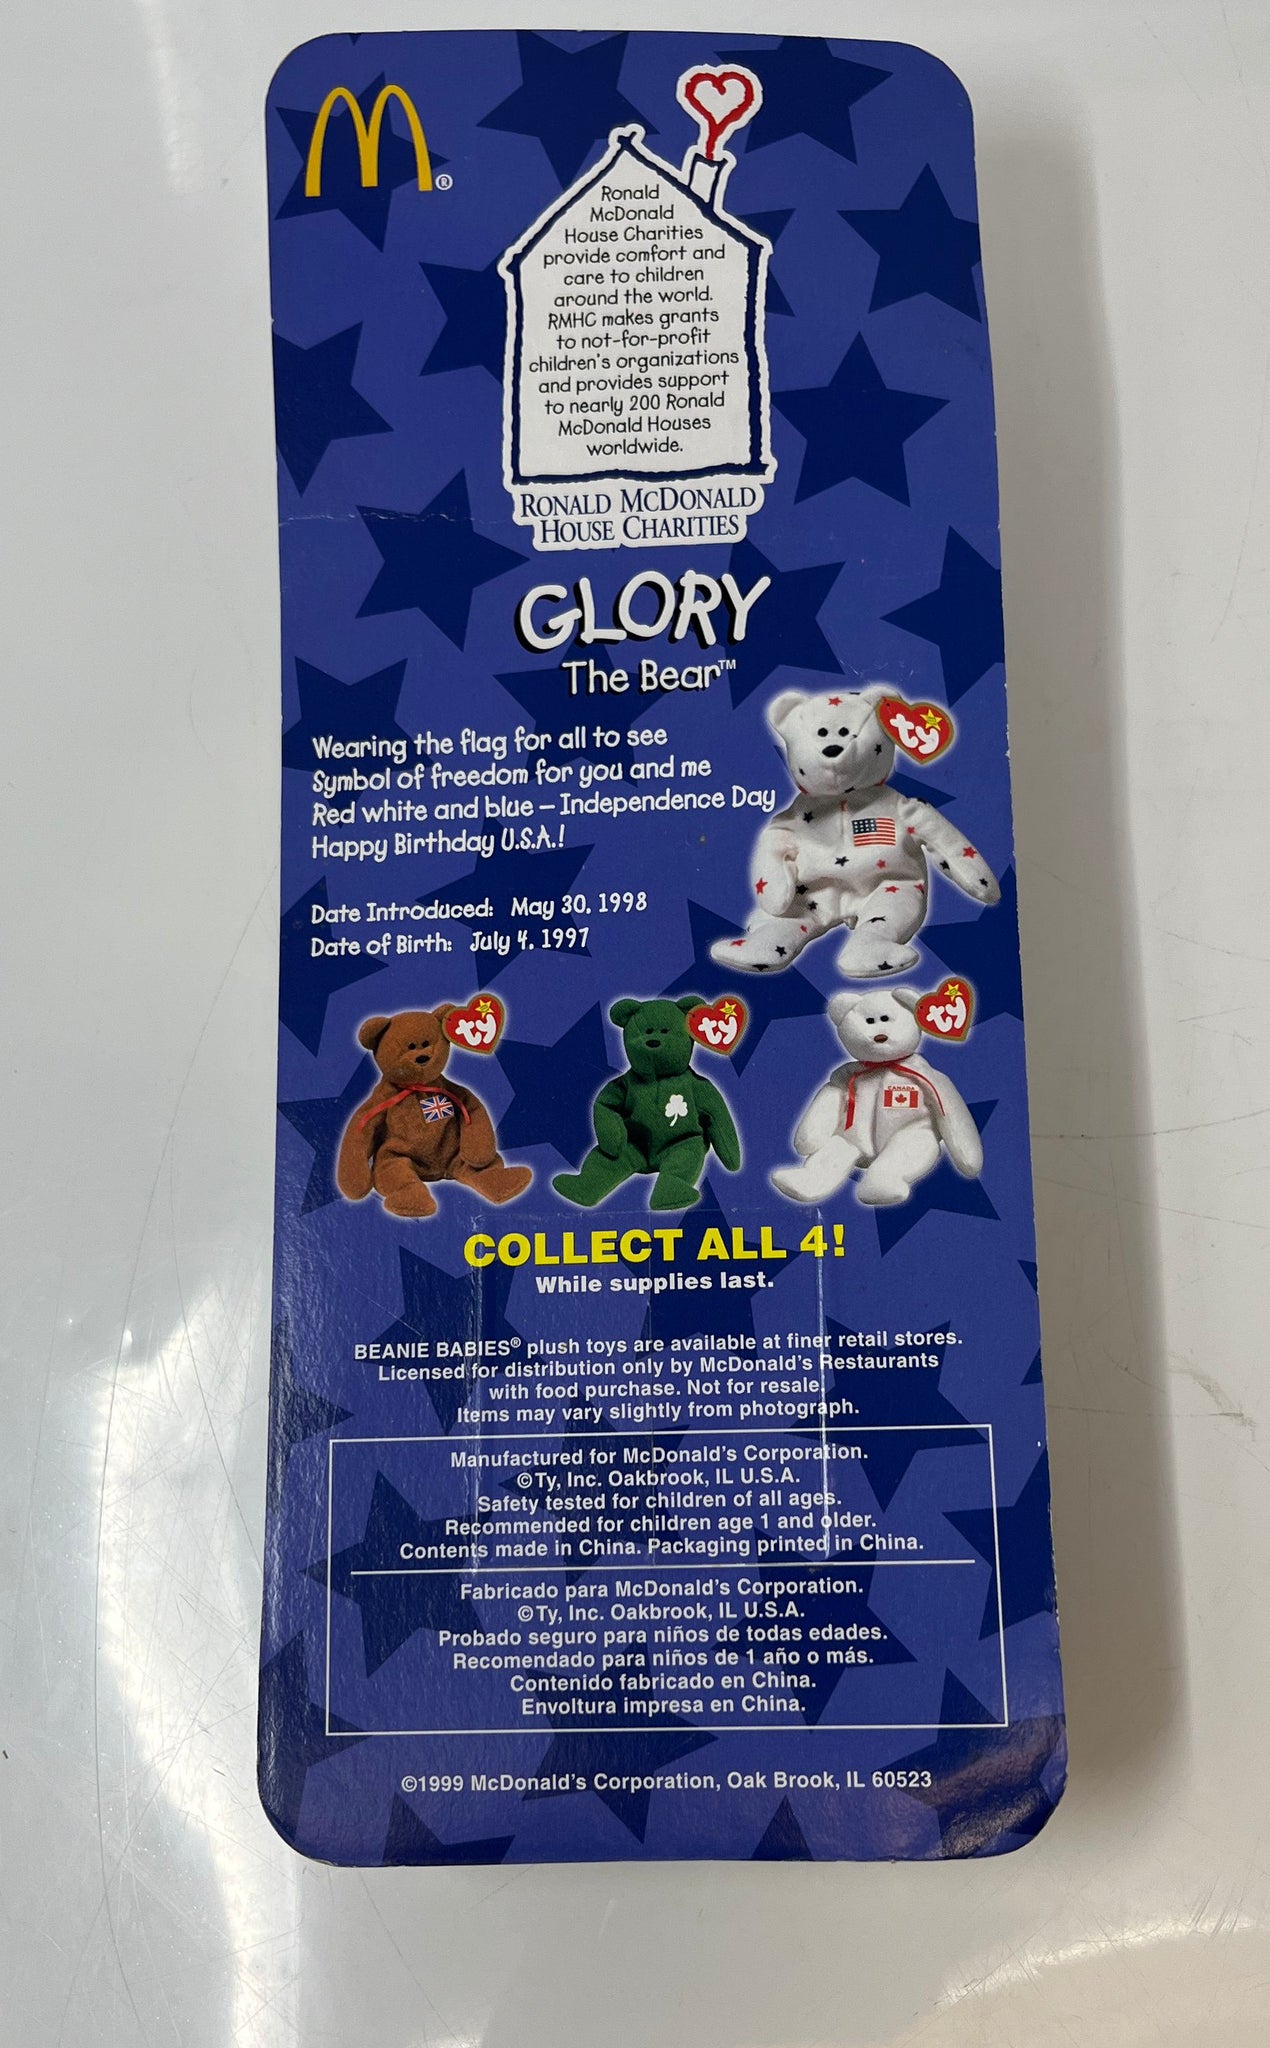 M®
Ronald
McDonald
House Charities
provide comfort and
care to children
around the world.
RMHC makes grants
to not-for-profit
children's organizations
and provides support
to nearly 200 Ronald
McDonald Houses
worldwide.
RONALD MCDONALD
HOUSE CHARITIES
GLORY
The Bear™
Wearing the flag for all to see
Symbol of freedom for you and me
Red white and blue – Independence Day
Happy Birthday U.S.A.!
Date Introduced: May 30, 1998
Date of Birth: July 4, 1997
ty
ty
ty
ty
CANADA
COLLECT ALL 4!
While supplies last.
BEANIE BABIES® plush toys are available at finer retail stores.
Licensed for distribution only by McDonald's Restaurants
with food purchase. Not for resale.
Items may vary slightly from photograph.
Manufactured for McDonald's Corporation.
©Ty, Inc. Oakbrook, IL U.S.A.
Safety tested for children of all ages.
Recommended for children age 1 and older.
Contents made in China. Packaging printed in China.
Fabricado para McDonald's Corporation.
©Ty, Inc. Oakbrook, IL U.S.A.
Probado seguro para niños de todas edades.
Recomendado para niños de 1 año o más.
Contenido fabricado en China.
Envoltura impresa en China.
©1999 McDonald's Corporation, Oak Brook, IL 60523